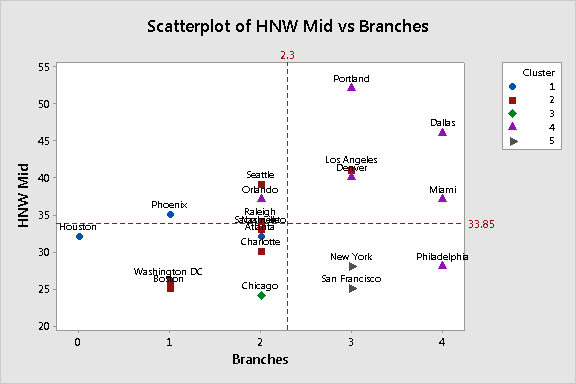 Scatterplot of HNW Mid vs Branches
2.3
55
50
45
40
35
30
25
20
HNW Mid
Portland
Dallas
Los Angeles
Denver
Seattle
Orlando
Miami
Phoenix
Raleigh
Houston
Atlanta
33.85
Charlotte
New York
Philadelphia
Washington DC
Boston
San Francisco
Chicago
0 1 2 3 4
Branches
Cluster
1
2
3
4
5